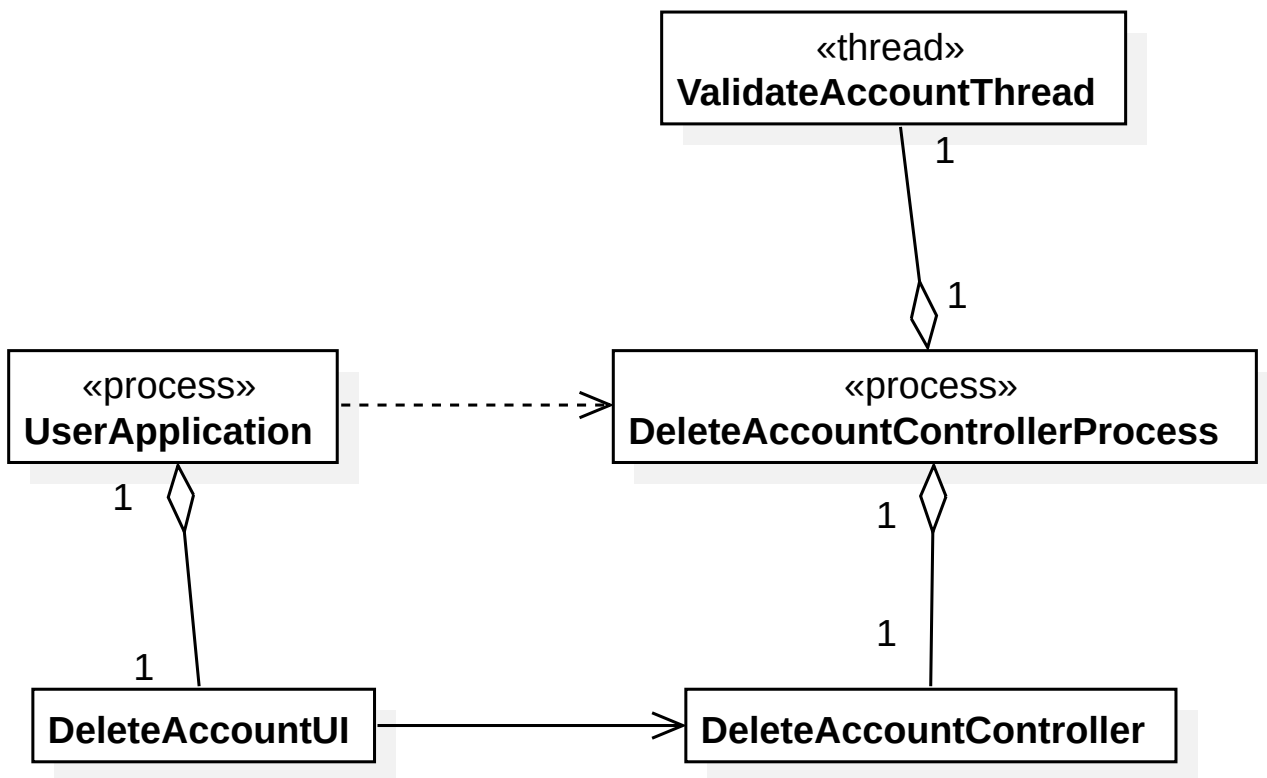 «thread»
ValidateAccountThread
1
1
«process»
UserApplication
«process»
DeleteAccountControllerProcess
1
1
1
1
DeleteAccountUI
DeleteAccountController